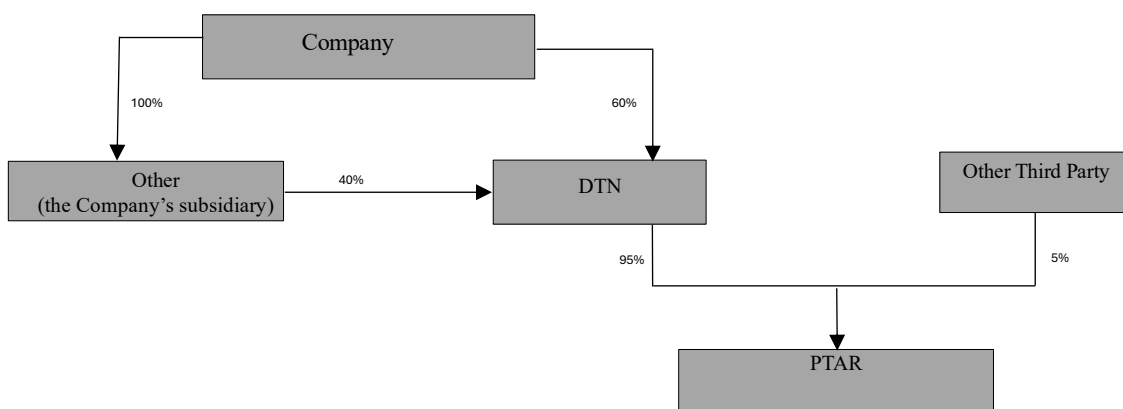 Company
100%
60%
Other
(the Company’s subsidiary)
40%
DTN
Other Third Party
95%
5%
PTAR